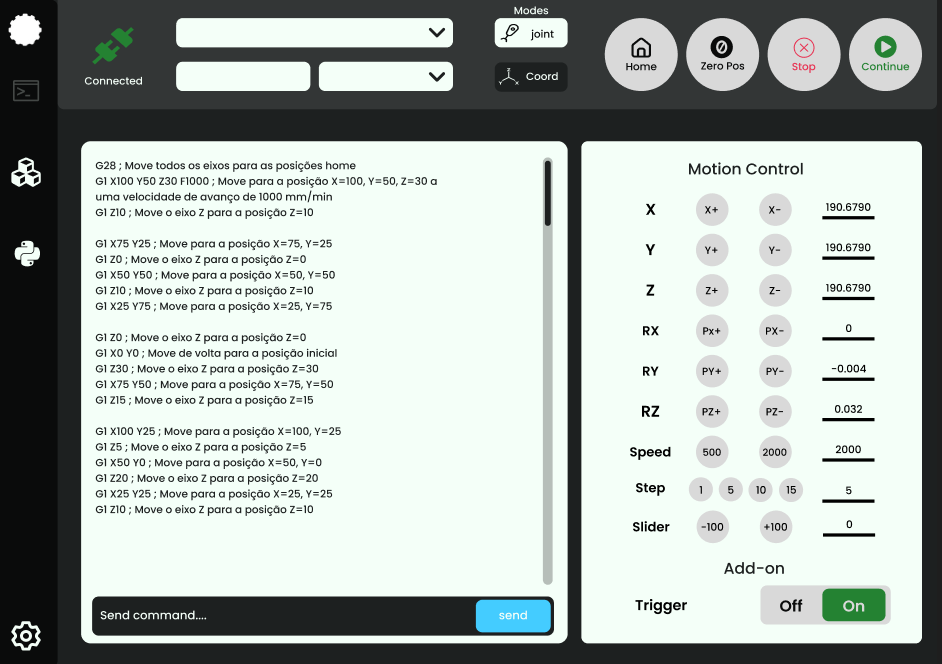 Modes
joint
Connected
Coord
Home
Zero Pos
Stop
Continue
G28 ; Move todos os eixos para as posições home
G1 X100 Y50 Z30 F1000 ; Move para a posição X=100, Y=50, Z=30 a
uma velocidade de avanço de 1000 mm/min
G1 Z10 ; Move o eixo Z para a posição Z=10
G1 X75 Y25 ; Move para a posição X=75, Y=25
G1 Z0 ; Move o eixo Z para a posição Z=0
G1 X50 Y50 ; Move para a posição X=50, Y=50
G1 Z10 ; Move o eixo Z para a posição Z=10
G1 X25 Y75 ; Move para a posição X=25, Y=75
G1 Z0 ; Move o eixo Z para a posição Z=0
G1 X0 Y0 ; Move de volta para a posição inicial
G1 Z30 ; Move o eixo Z para a posição Z=30
G1 X75 Y50 ; Move para a posição X=75, Y=50
G1 Z15 ; Move o eixo Z para a posição Z=15
G1 X100 Y25 ; Move para a posição X=100, Y=25
G1 Z5 ; Move o eixo Z para a posição Z=5
G1 X50 Y0 ; Move para a posição X=50, Y=0
G1 Z20 ; Move o eixo Z para a posição Z=20
G1 X25 Y25 ; Move para a posição X=25, Y=25
G1 Z10 ; Move o eixo Z para a posição Z=10
Send command.... send
Motion Control
X X+ X- 190.6790
Y Y+ Y- 190.6790
Z Z+ Z- 190.6790
RX Px+ PX- 0
RY PY+ PY- -0.004
RZ PZ+ PZ- 0.032
Speed 500 2000 2000
Step 1 5 10 15 5
Slider -100 +100 0
Add-on
Trigger Off On